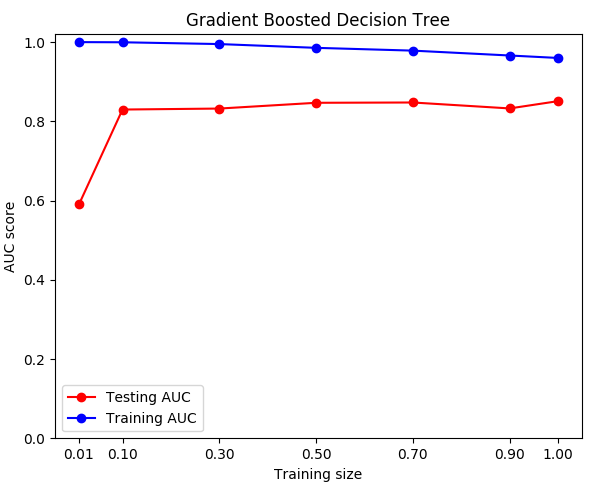 Gradient Boosted Decision Tree
1.0
0.8
0.6
0.4
0.2
0.0
AUC score
Testing AUC
Training AUC
0.01 0.10 0.30 0.50 0.70 0.90 1.00
Training size